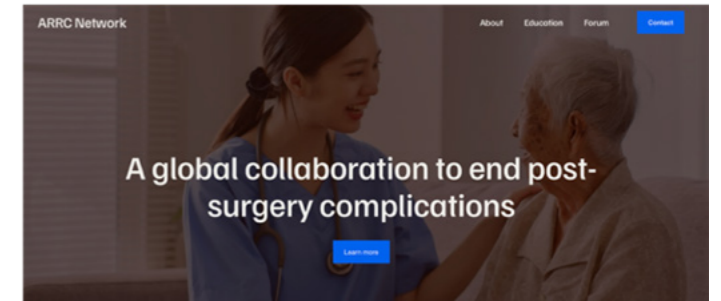 ARRC Network
About Education Forum Contact
A global collaboration to end post-
surgery complications
Learn more